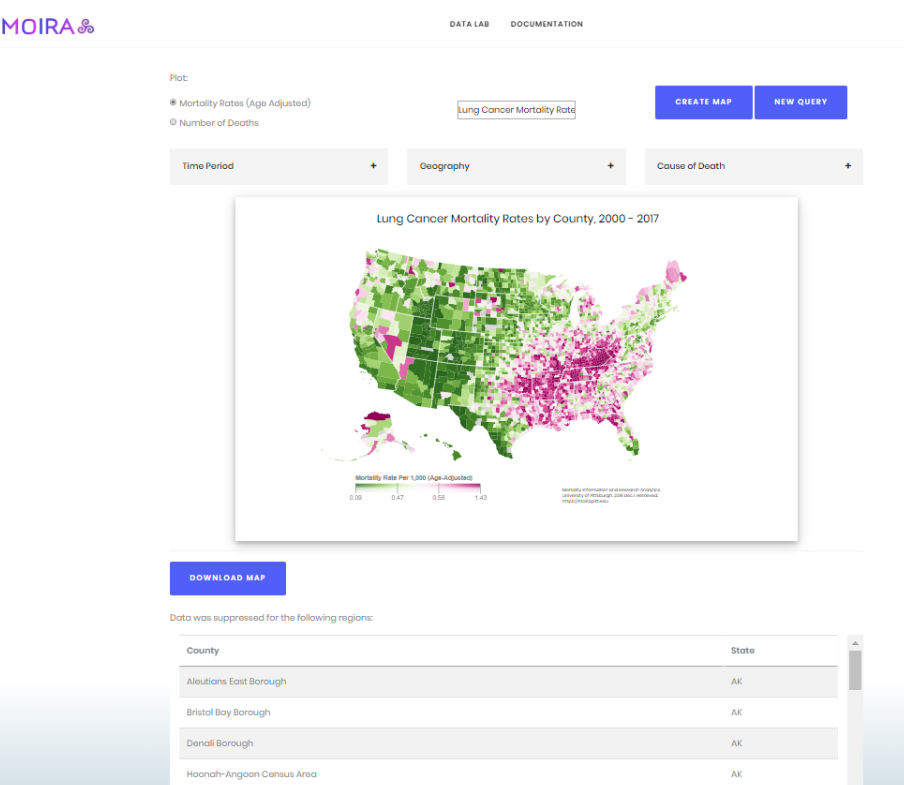 MOIRA
DATA LAB DOCUMENTATION
Plot:
Mortality Rates (Age Adjusted)
Number of Deaths
Lung Cancer Mortality Rate
CREATE MAP NEW QUERY
Time Period + Geography + Cause of Death +
Lung Cancer Mortality Rates by County, 2000 - 2017
Mortality Rate Per 1,000 (Age-Adjusted)
0.09 0.47 0.58 1.43
Mortality Information and Research Analytics,
University of Pittsburgh. 2018 Dec 1. Retrieved:
DOWNLOAD MAP
Data was suppressed for the following regions:
County State
Aleutians East Borough AK
Bristol Bay Borough AK
Denali Borough AK
Hoonah-Angoon Census Area AK